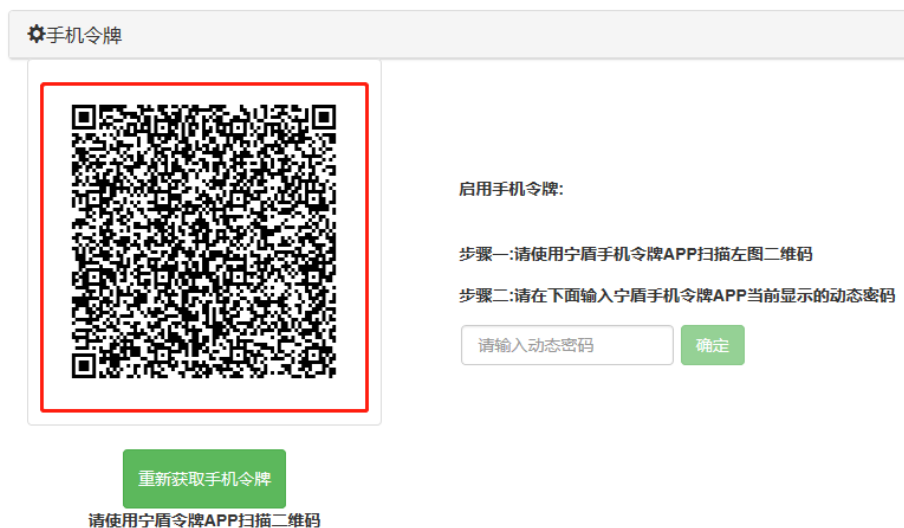 手机令牌
启用手机令牌:
步骤一:请使用宁盾手机令牌APP扫描左图二维码
步骤二:请在下面输入宁盾手机令牌APP当前显示的动态密码
请输入动态密码
确定
重新获取手机令牌
请使用宁盾令牌APP扫描二维码